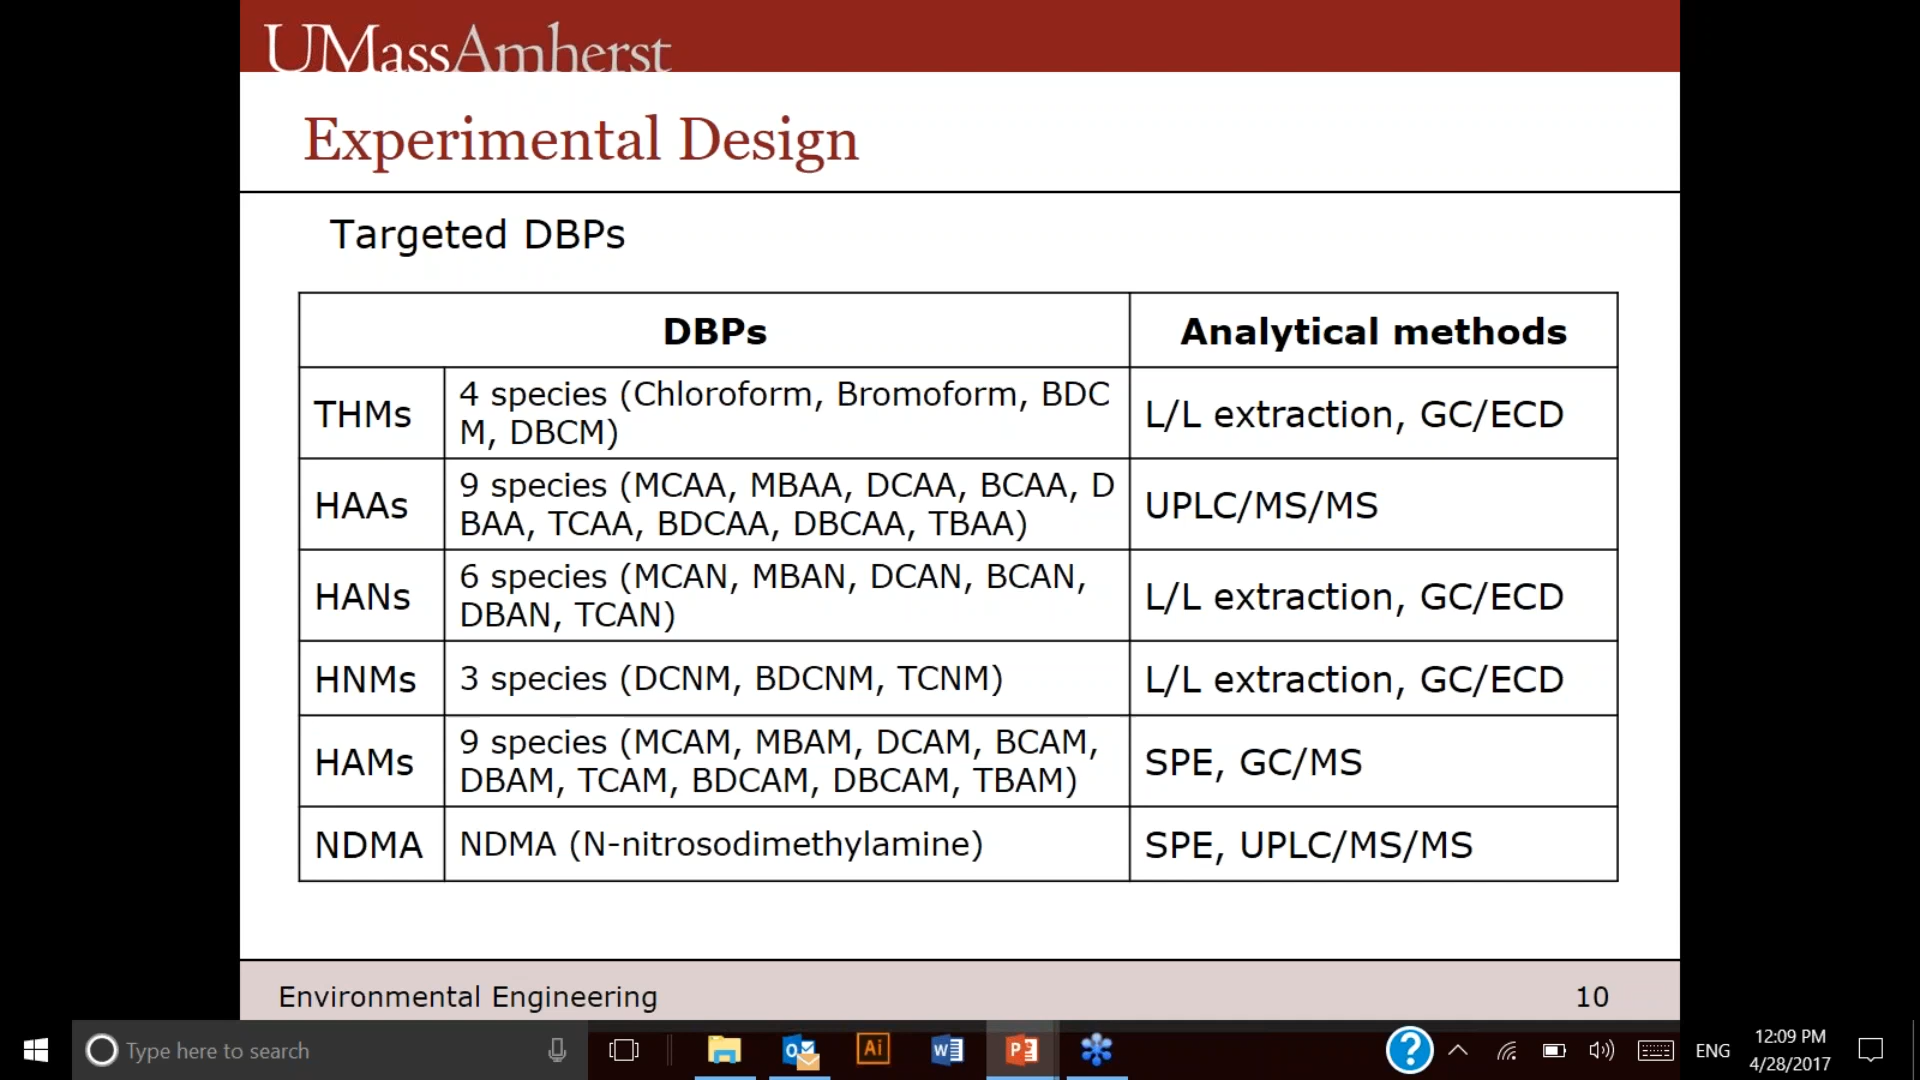 UMassAmherst
Experimental Design
Targeted DBPs
DBPs
Analytical methods
THMs
4 species (Chloroform, Bromoform, BDC
M, DBCM)
L/L extraction, GC/ECD
HAAs
9 species (MCAA, MBAA, DCAA, BCAA, D
BAA, TCAA, BDCAA, DBCAA, TBAA)
UPLC/MS/MS
HANs
6 species (MCAN, MBAN, DCAN, BCAN,
DBAN, TCAN)
L/L extraction, GC/ECD
HNMs
3 species (DCNM, BDCNM, TCNM)
L/L extraction, GC/ECD
HAMs
9 species (MCAM, MBAM, DCAM, BCAM,
DBAM, TCAM, BDCAM, DBCAM, TBAM)
SPE, GC/MS
NDMA
NDMA (N-nitrosodimethylamine)
SPE, UPLC/MS/MS
Environmental Engineering
10
Type here to search
Ai
ENG
12:09 PM
4/28/2017